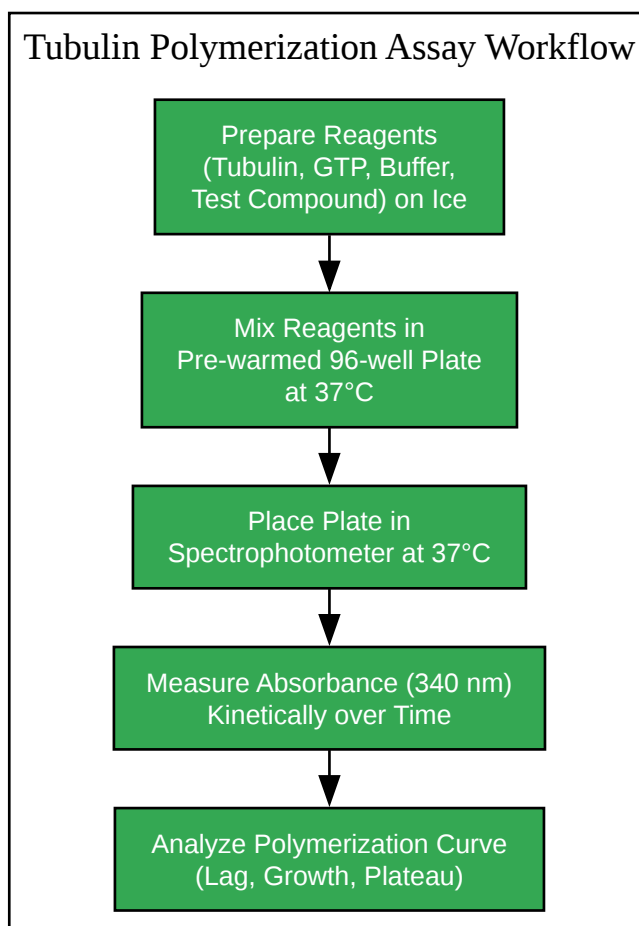 Tubulin Polymerization Assay Workflow
Prepare Reagents
(Tubulin, GTP, Buffer,
Test Compound) on Ice
Mix Reagents in
Pre-warmed 96-well Plate
at 37°C
Place Plate in
Spectrophotometer at 37°C
Measure Absorbance (340 nm)
Kinetically over Time
Analyze Polymerization Curve
(Lag, Growth, Plateau)